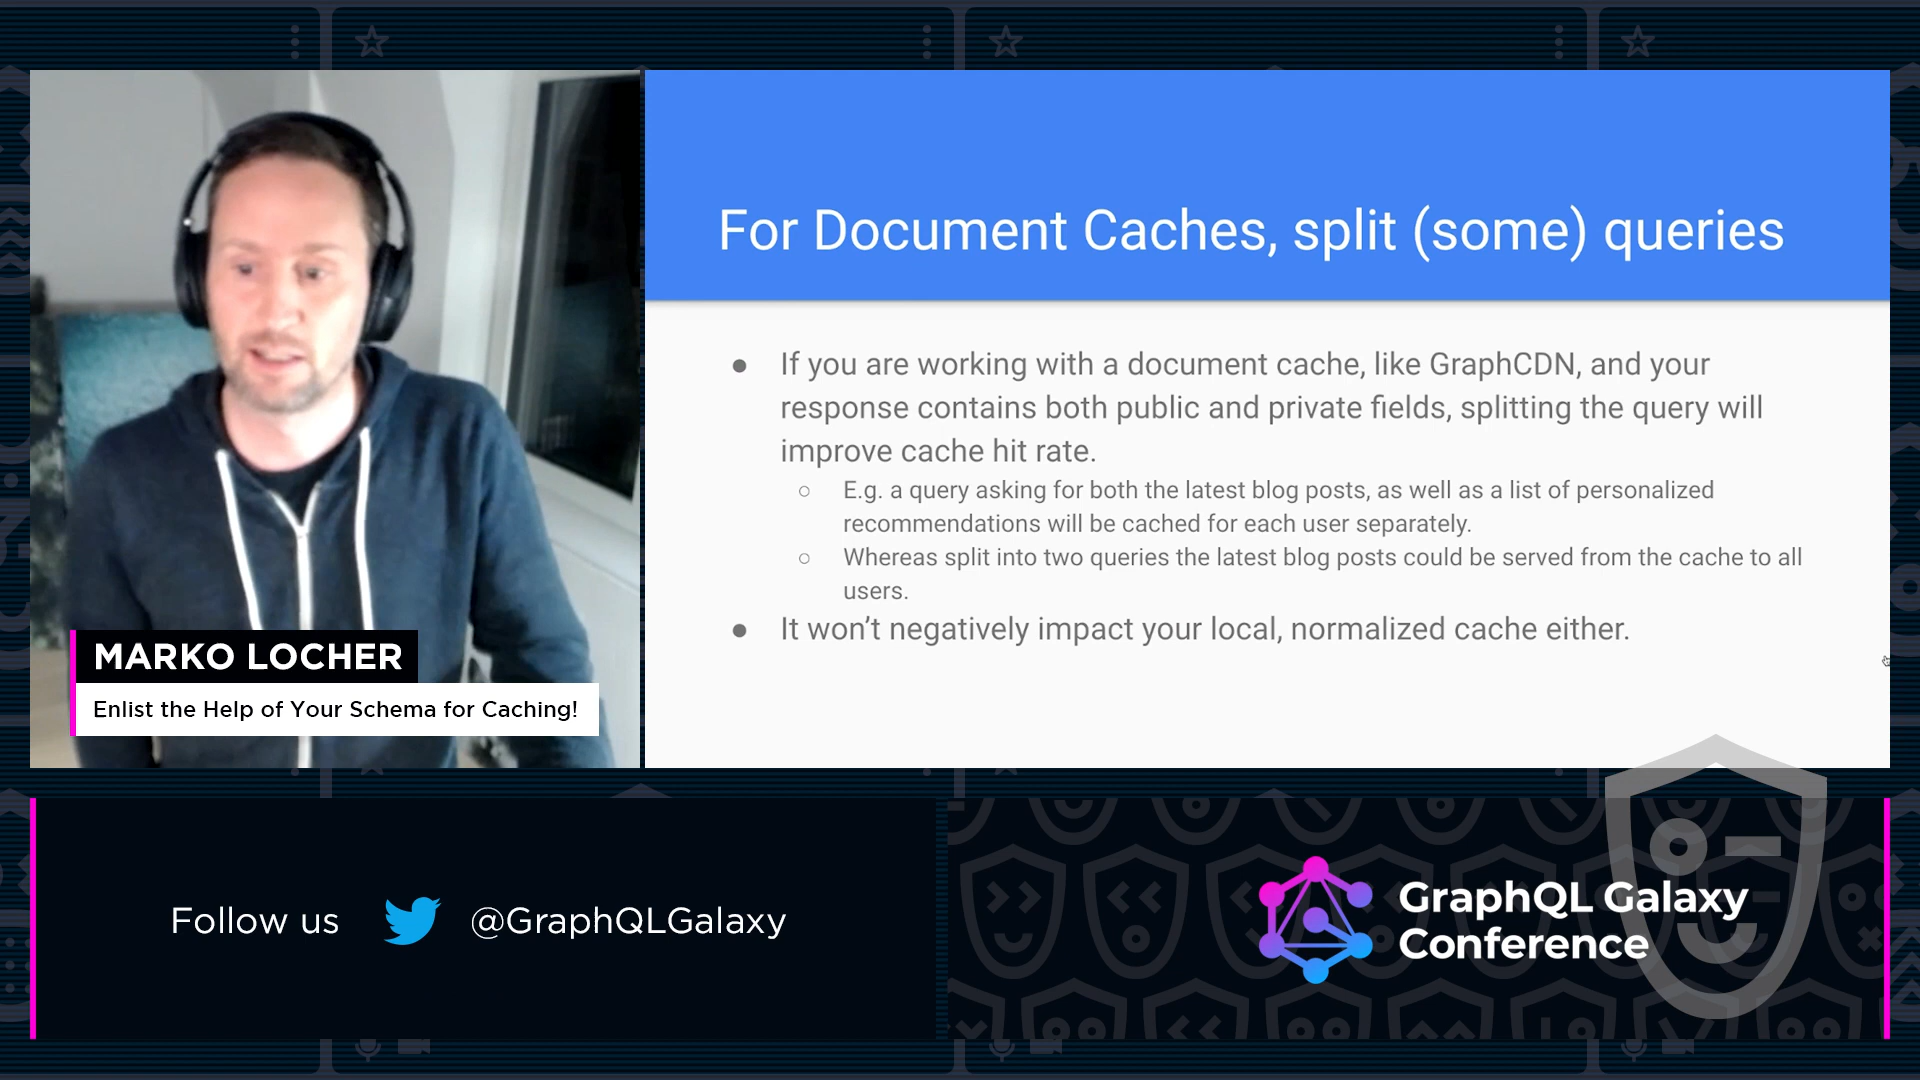 For Document Caches, split (some) queries
● If you are working with a document cache, like GraphCDN, and your
response contains both public and private fields, splitting the query will
improve cache hit rate.
○ E.g. a query asking for both the latest blog posts, as well as a list of personalized
recommendations will be cached for each user separately.
○ Whereas split into two queries the latest blog posts could be served from the cache to all
users.
● It won’t negatively impact your local, normalized cache either.
MARKO LOCHER
Enlist the Help of Your Schema for Caching!
Follow us @GraphQLGalaxy
GraphQL Galaxy
Conference